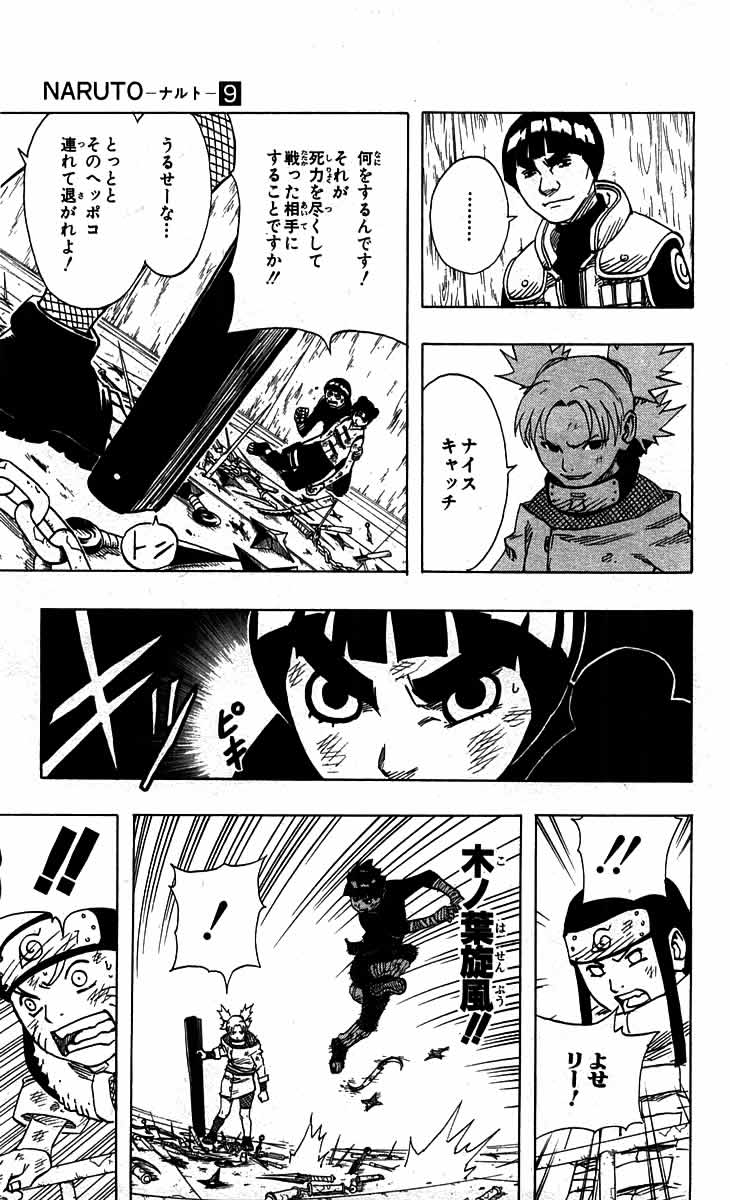 NARUTO—ナルト—9
………
ナイス
キャッチ
何をするんです!
それが
死力を尽くして
戦った相手に
することですか!!
うるせーな…
とっとと
そのヘッポコ
連れて退がれよ!
トン
ピキ
!!
よせ
リー!
木ノ葉旋風!!
!
!!